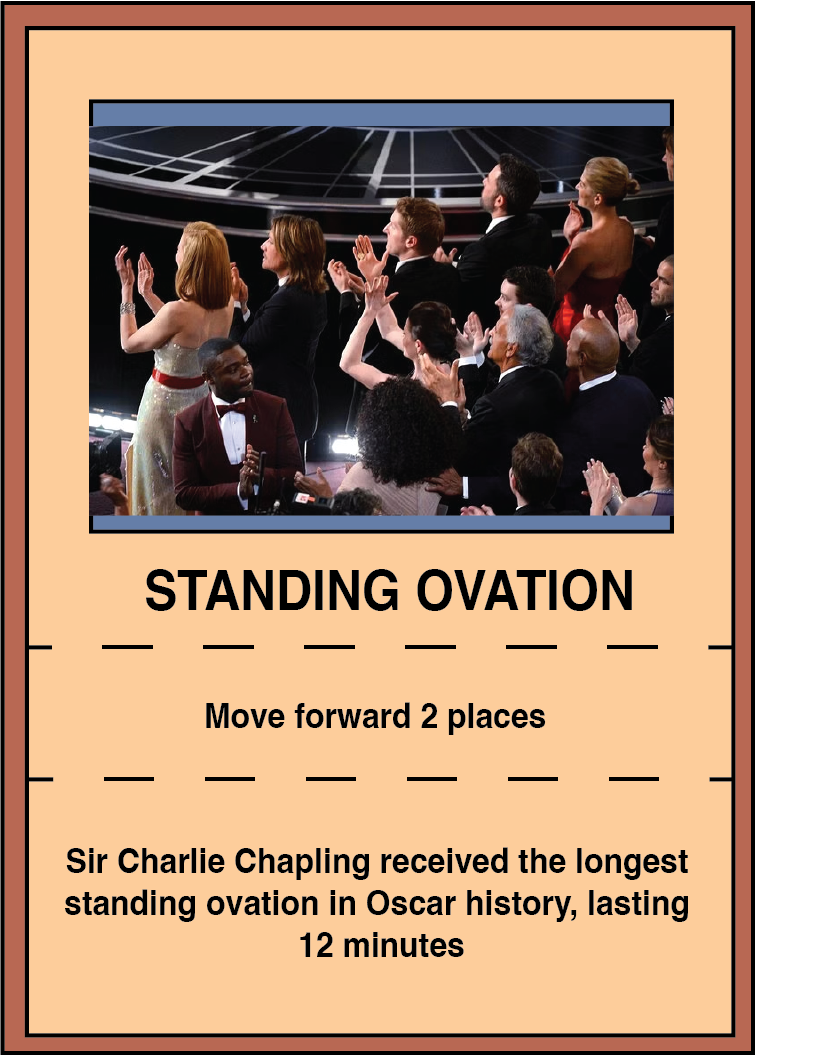 STANDING OVATION
Move forward 2 places
Sir Charlie Chapling received the longest
standing ovation in Oscar history, lasting
12 minutes